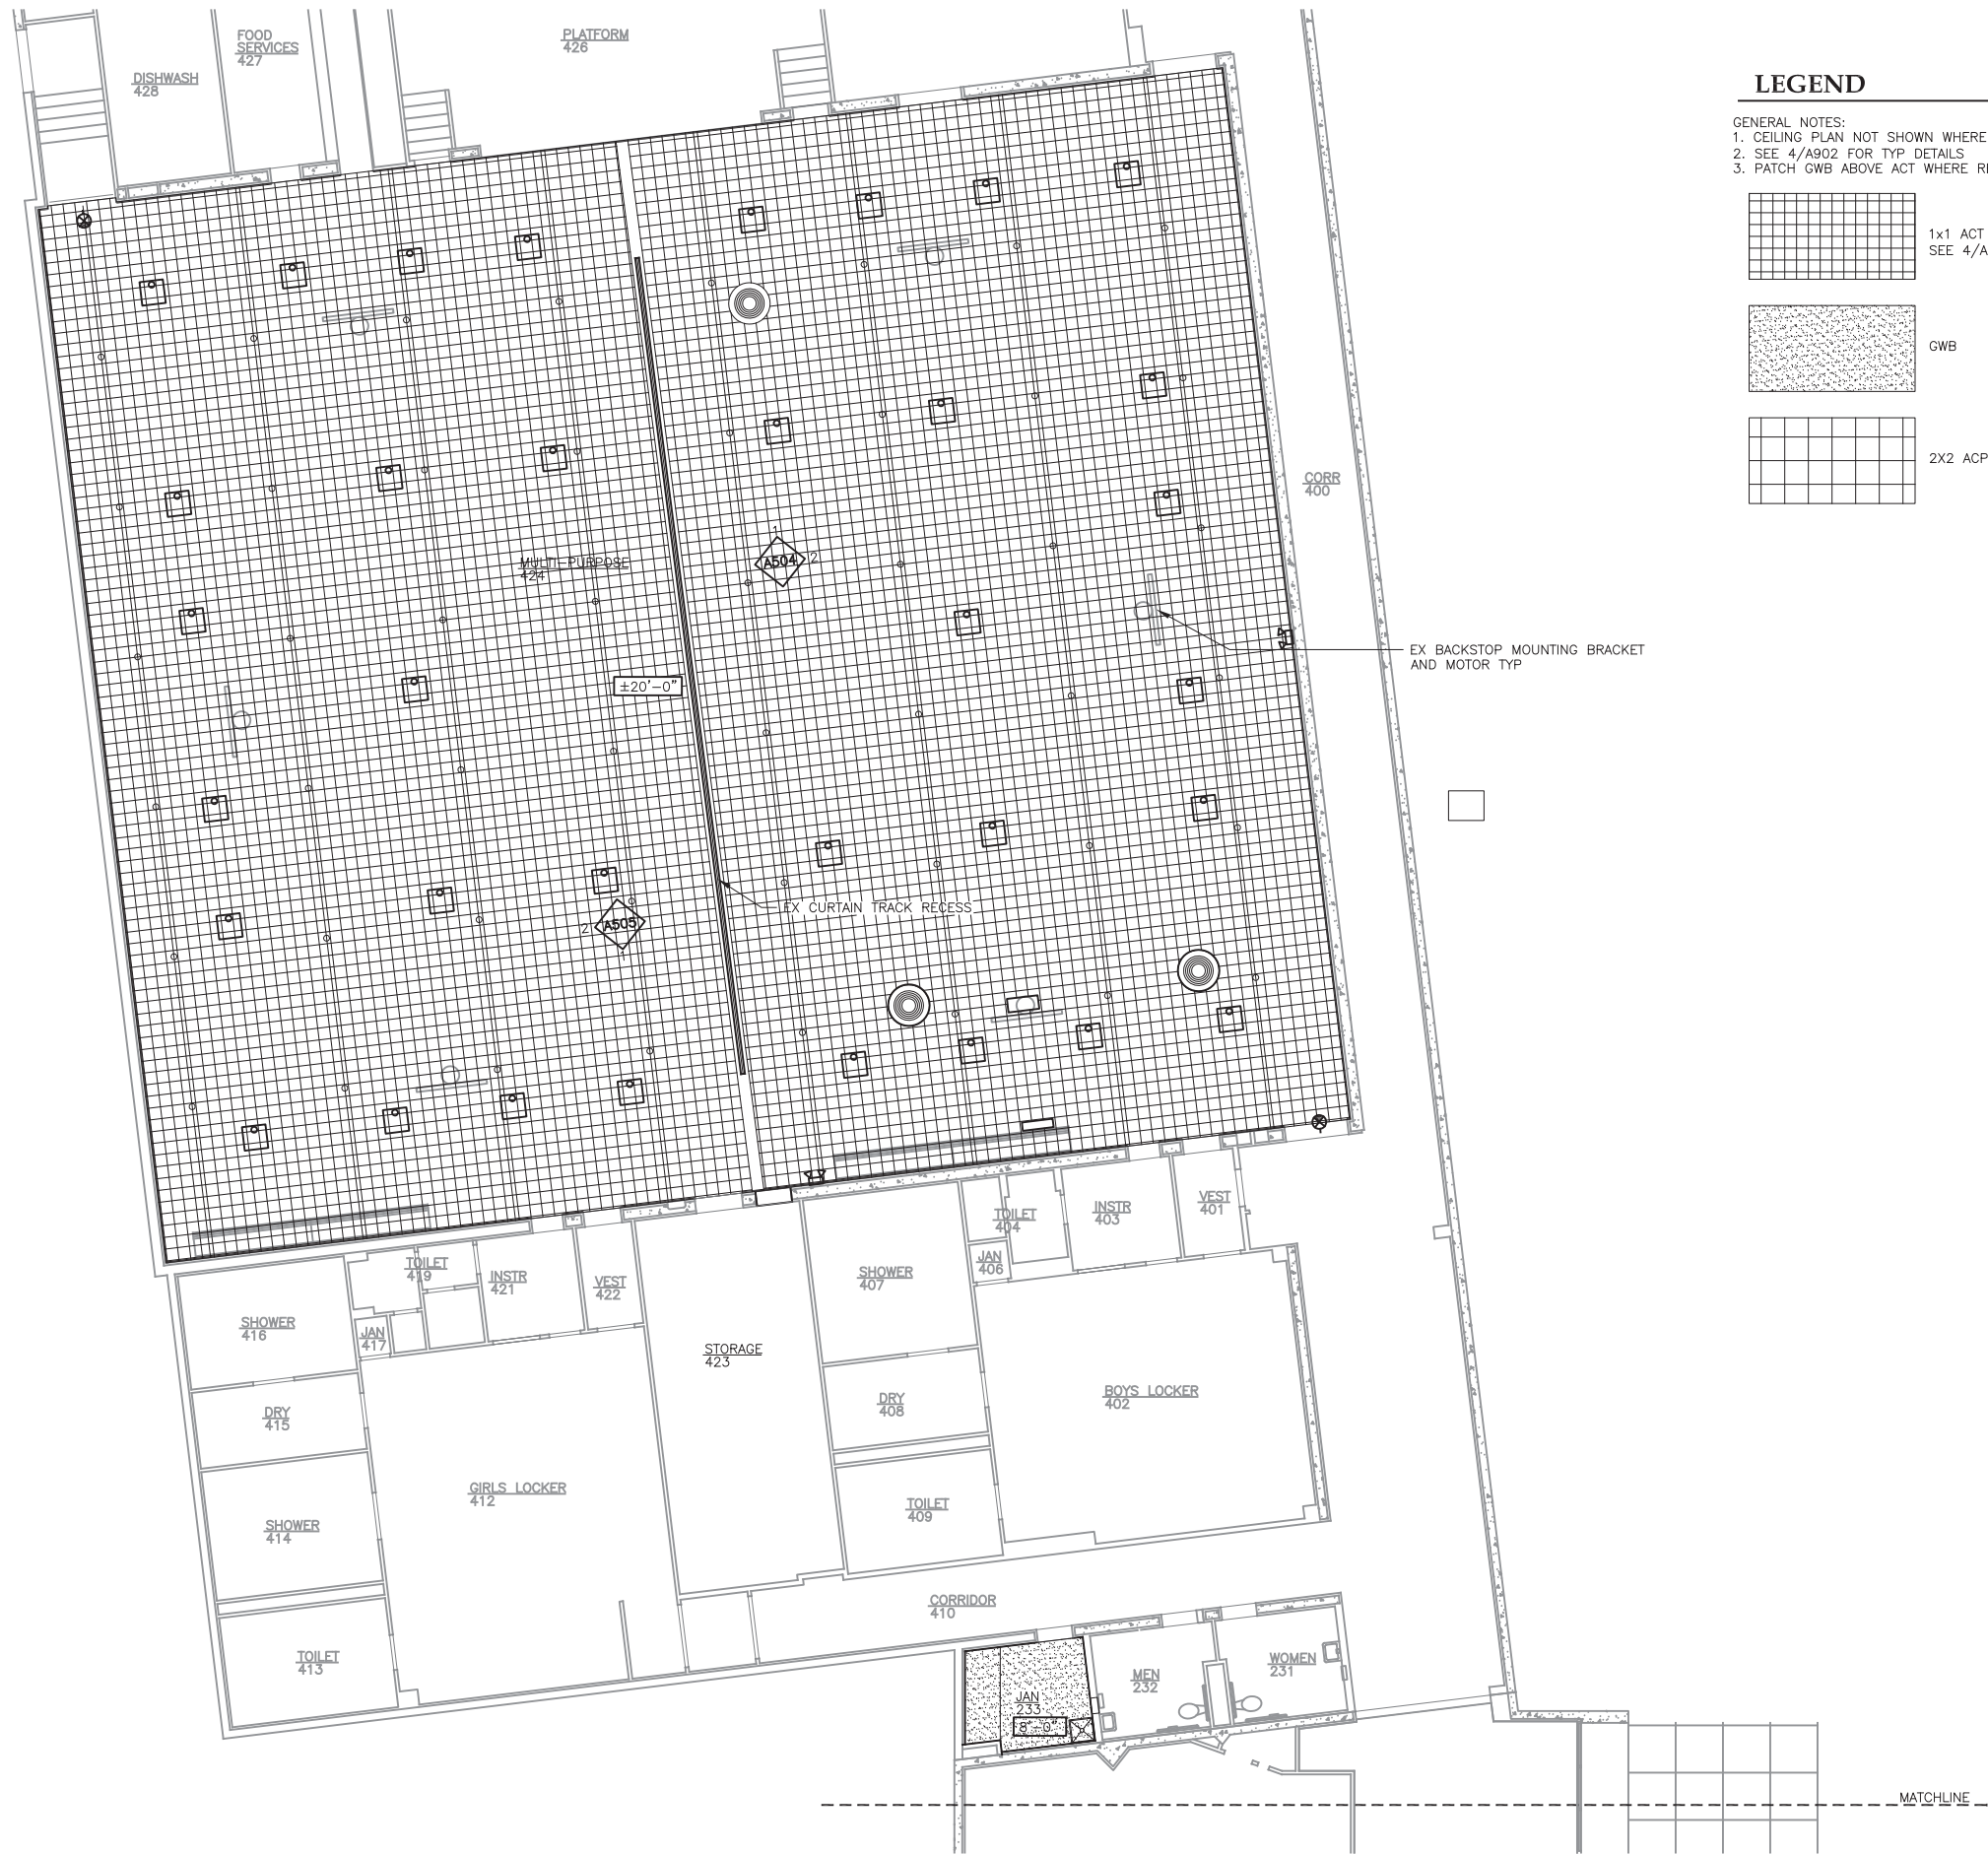 FOOD
SERVICES
427
PLATFORM
426
DISHWASH
428
LEGEND
GENERAL NOTES:
1. CEILING PLAN NOT SHOWN WHERE
2. SEE 4/A902 FOR TYP DETAILS
3. PATCH GWB ABOVE ACT WHERE
1x1 ACT
SEE 4/A
GWB
2X2 ACP
CORR
400
1
A504
2
MULTI-PURPOSE
424
EX BACKSTOP MOUNTING BRACKET
AND MOTOR TYP
±20'-0"
EX CURTAIN TRACK RECESS
2
A505
1
TOILET
404
INSTR
403
VEST
401
JAN
406
SHOWER
407
TOILET
419
INSTR
421
VEST
422
SHOWER
416
JAN
417
STORAGE
423
DRY
415
DRY
408
BOYS LOCKER
402
GIRLS LOCKER
412
SHOWER
414
TOILET
409
CORRIDOR
410
TOILET
413
MEN
232
WOMEN
231
JAN
233
8'-0"
MATCHLINE